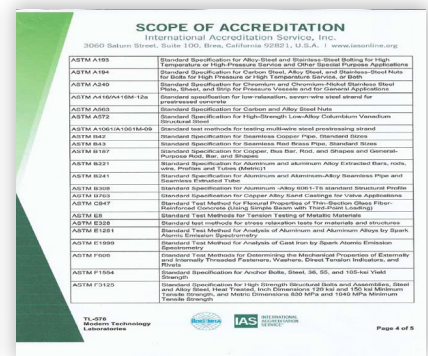 SCOPE OF ACCREDITATION
International Accreditation Service, Inc.
3060 Saturn Street, Suite 100, Brea, California 92821, U.S.A. | www.iasonline.org
ASTM A193 Standard Specification for Alloy-Steel and Stainless-Steel Bolting for High
Temperature or High-Pressure Service and Other Special Purpose Applications
ASTM A194 Standard Specification for Carbon Steel, Alloy Steel, and Stainless-Steel Nuts
for Bolts for High Pressure or High Temperature Service, or Both
ASTM A240 Standard Specification for Chromium and Chromium-Nickel Stainless Steel
Plate, Sheet, and Strip for Pressure Vessels and for General Applications
ASTM A416/A416M-12a Standard specification for low-relaxation, seven-wire steel strand for
prestressed concrete
ASTM A563 Standard Specification for Carbon and Alloy Steel Nuts
ASTM A572 Standard Specification for High-Strength Low-Alloy Columbium Vanadium
Structural Steel
ASTM A1061/A1061M-09 Standard test methods for testing multi-wire steel prestressing strand
ASTM B42 Standard Specification for Seamless Copper Pipe, Standard Sizes
ASTM B43 Standard Specification for Seamless Red Brass Pipe, Standard Sizes
ASTM B187 Standard Specification for Copper, Bus Bar, Rod, and Shapes and General-
Purpose Rod, Bar, and Shapes
ASTM B221 Standard Specification for Aluminum and aluminum Alloy Extracted Bars, rods,
wire, Profiles and Tubes (Metric)1
ASTM B241 Standard Specification for Aluminum and Aluminum-Alloy Seamless Pipe and
Seamless Extruded Tube
ASTM B308 Standard Specification for Aluminum -Alloy 6061-T6 standard Structural Profile
ASTM B763 Standard Specification for Copper Alloy Sand Castings for Valve Applications
ASTM C947 Standard Test Method for Flexural Properties of Thin-Section Glass Fiber-
Reinforced Concrete (Using Simple Beam with Third-Point Loading)
ASTM E8 Standard Test Methods for Tension Testing of Metallic Materials
ASTM E328 Standard test methods for stress relaxation tests for materials and structures
ASTM E1251 Standard Test Method for Analysis of Aluminum and Aluminum Alloys by Spark
Atomic Emission Spectrometry
ASTM E1999 Standard Test Method for Analysis of Cast Iron by Spark Atomic Emission
Spectrometry
ASTM F606 Standard Test Methods for Determining the Mechanical Properties of Externally
and Internally Threaded Fasteners, Washers, Direct Tension Indicators, and
Rivets
ASTM F1554 Standard Specification for Anchor Bolts, Steel, 36, 55, and 105-ksi Yield
Strength
ASTM F3125 Standard Specification for High Strength Structural Bolts and Assemblies, Steel
and Alloy Steel, Heat Treated, Inch Dimensions 120 ksi and 150 ksi Minimum
Tensile Strength, and Metric Dimensions 830 MPa and 1040 MPa Minimum
Tensile Strength
TL-576
Modern Technology
Laboratories
IAS INTERNATIONAL
ACCREDITATION
SERVICE
Page 4 of 5